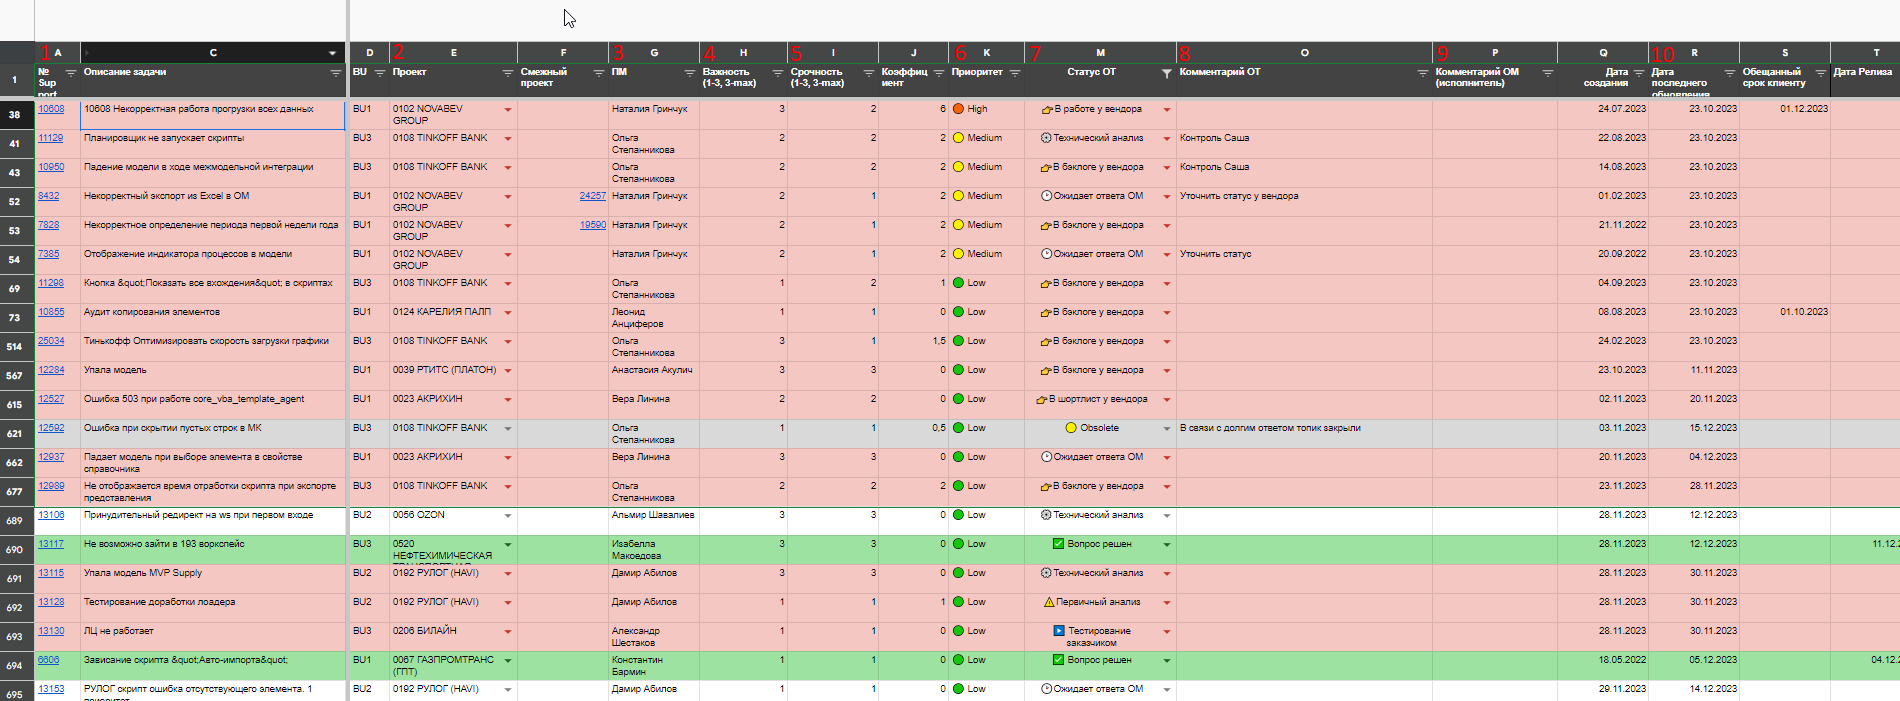 1 A C D 2 E F 3 G 4 H 5 I J 6 K 7 M 8 O 9 P Q 10 R S T
1 № Sup port Описание задачи BU Проект Смежный проект ПМ Важность (1-3, 3-max) Срочность (1-3, 3-max) Коэффиц иент Приоритет Статус ОТ Комментарий ОТ Комментарий ОМ (исполнитель) Дата создания Дата последнего обновления Обещанный срок клиенту Дата Релиза
38 10608 10608 Некорректная работа прогрузки всех данных BU1 0102 NOVABEV GROUP Наталия Гринчук 3 2 6 High В работе у вендора 24.07.2023 23.10.2023 01.12.2023
41 11129 Планировщик не запускает скрипты BU3 0108 TINKOFF BANK Ольга Степанникова 2 2 2 Medium Технический анализ Контроль Саша 22.08.2023 23.10.2023
43 10950 Падение модели в ходе межмодельной интеграции BU3 0108 TINKOFF BANK Ольга Степанникова 2 2 2 Medium В бэклоге у вендора Контроль Саша 14.08.2023 23.10.2023
52 8432 Некорректный экспорт из Excel в ОМ BU1 0102 NOVABEV GROUP 24257 Наталия Гринчук 2 1 2 Medium Ожидает ответа ОМ Уточнить статус у вендора 01.02.2023 23.10.2023
53 7828 Некорректное определение периода первой недели года BU1 0102 NOVABEV GROUP 19590 Наталия Гринчук 2 1 2 Medium В бэклоге у вендора 21.11.2022 23.10.2023
54 7385 Отображение индикатора процессов в модели BU1 0102 NOVABEV GROUP Наталия Гринчук 2 1 2 Medium Ожидает ответа ОМ Уточнить статус 20.09.2022 23.10.2023
69 11298 Кнопка &quot;Показать все вхождения&quot; в скриптах BU3 0108 TINKOFF BANK Ольга Степанникова 1 2 1 Low В бэклоге у вендора 04.09.2023 23.10.2023
73 10855 Аудит копирования элементов BU1 0124 КАРЕЛИЯ ПАЛП Леонид Анциферов 1 1 0 Low В бэклоге у вендора 08.08.2023 23.10.2023 01.10.2023
514 25034 Тинькофф Оптимизировать скорость загрузки графики BU3 0108 TINKOFF BANK Ольга Степанникова 3 1 1,5 Low В бэклоге у вендора 24.02.2023 23.10.2023
567 12284 Упала модель BU1 0039 РТИТС (ПЛАТОН) Анастасия Акулич 3 3 0 Low В бэклоге у вендора 23.10.2023 11.11.2023
615 12527 Ошибка 503 при работе core_vba_template_agent BU1 0023 АКРИХИН Вера Линина 2 2 0 Low В шортлист у вендора 02.11.2023 20.11.2023
621 12592 Ошибка при скрытии пустых строк в МК BU3 0108 TINKOFF BANK Ольга Степанникова 1 1 0,5 Low Obsolete В связи с долгим ответом топик закрыли 03.11.2023 15.12.2023
662 12937 Падает модель при выборе элемента в свойстве справочника BU1 0023 АКРИХИН Вера Линина 3 3 0 Low Ожидает ответа ОМ 20.11.2023 04.12.2023
677 12989 Не отображается время отработки скрипта при экспорте представления BU3 0108 TINKOFF BANK Ольга Степанникова 2 2 2 Low В бэклоге у вендора 23.11.2023 28.11.2023
689 13106 Принудительный редирект на ws при первом входе BU2 0056 OZON Альмир Шавалиев 3 3 0 Low Технический анализ 28.11.2023 12.12.2023
690 13117 Не возможно зайти в 193 воркспейс BU3 0520 НЕФТЕХИМИЧЕСКАЯ ТРАНСПОРТНАЯ Изабелла Макоедова 3 3 0 Low Вопрос решен 28.11.2023 12.12.2023 11.12.2
691 13115 Упала модель MVP Supply BU2 0192 РУЛОГ (HAVI) Дамир Абилов 3 3 0 Low Технический анализ 28.11.2023 30.11.2023
692 13128 Тестирование доработки лоадера BU2 0192 РУЛОГ (HAVI) Дамир Абилов 1 1 1 Low Первичный анализ 28.11.2023 30.11.2023
693 13130 ЛЦ не работает BU3 0206 БИЛАЙН Александр Шестаков 1 1 0 Low Тестирование заказчиком 28.11.2023 30.11.2023
694 6606 Зависание скрипта &quot;Авто-импорта&quot; BU1 0067 ГАЗПРОМТРАНС (ГПТ) Константин Бармин 1 1 0 Low Вопрос решен 18.05.2022 05.12.2023 04.12.2
695 13153 РУЛОГ скрипт ошибка отсутствующего элемента. 1 приоритет BU2 0192 РУЛОГ (HAVI) Дамир Абилов 1 1 0 Low Ожидает ответа ОМ 29.11.2023 14.12.2023